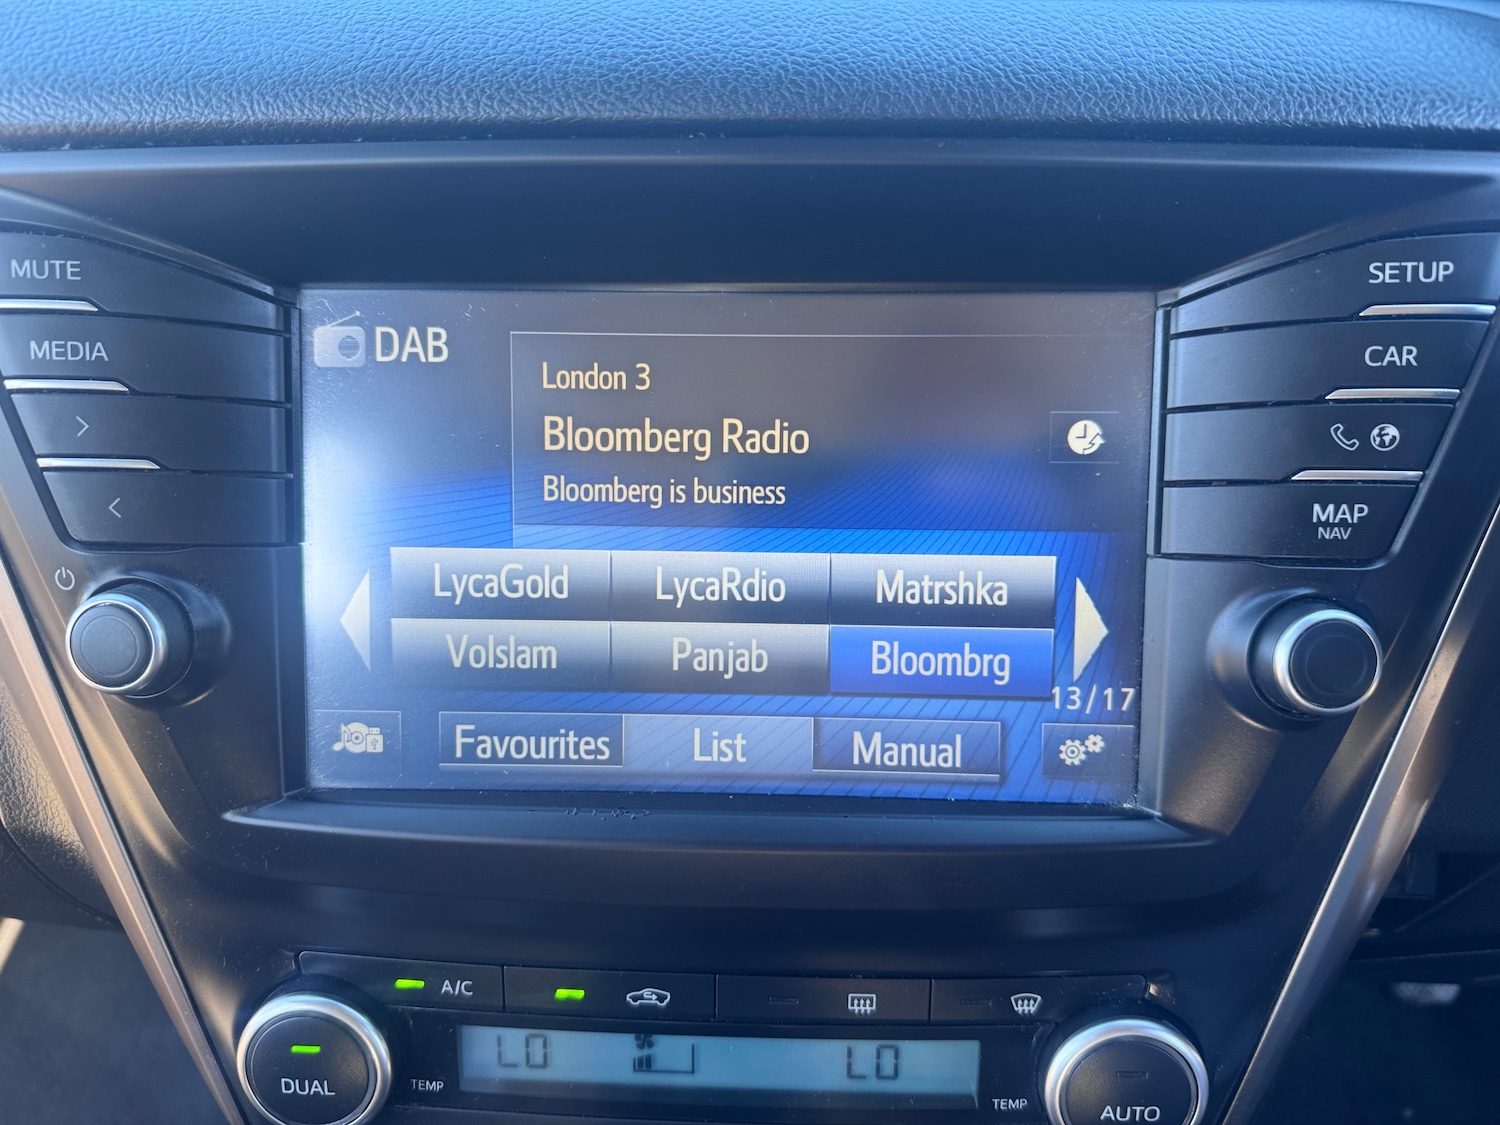 MUTE
MEDIA
SETUP
CAR
MAP
NAV
DAB
London 3
Bloomberg Radio
Bloomberg is business
LycaGold LycaRdio Matrshka
VoIslam Panjab Bloombrg
13/17
Favourites List Manual
A/C
LO LO
DUAL TEMP TEMP AUTO